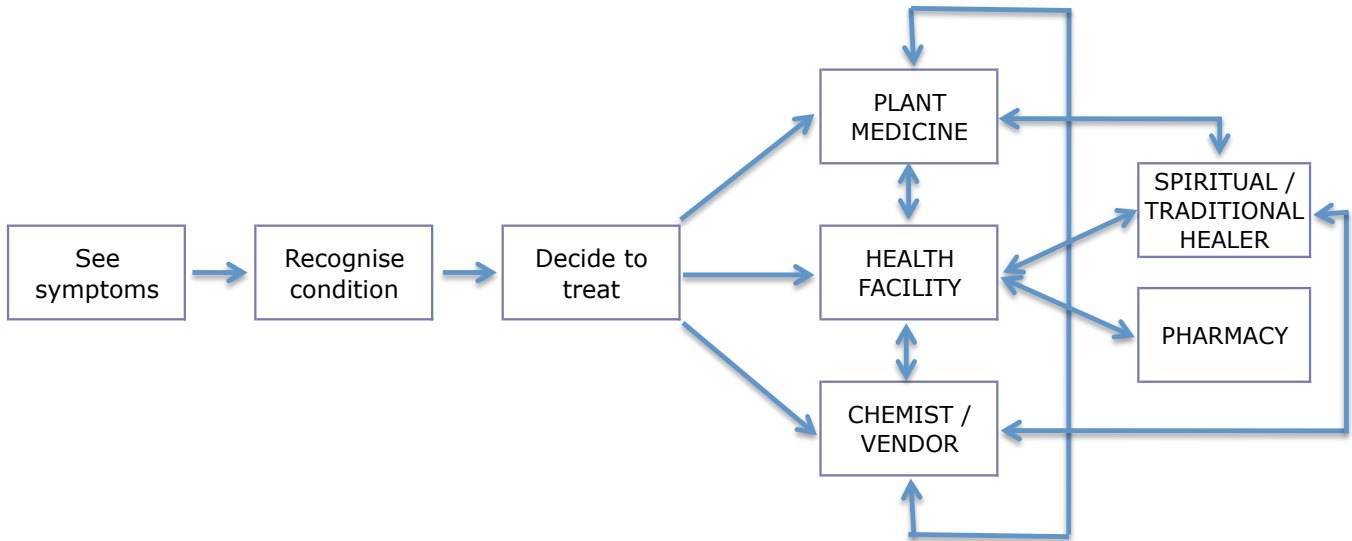 See
symptoms
Recognise
condition
Decide to
treat
PLANT
MEDICINE
HEALTH
FACILITY
CHEMIST /
VENDOR
SPIRITUAL /
TRADITIONAL
HEALER
PHARMACY